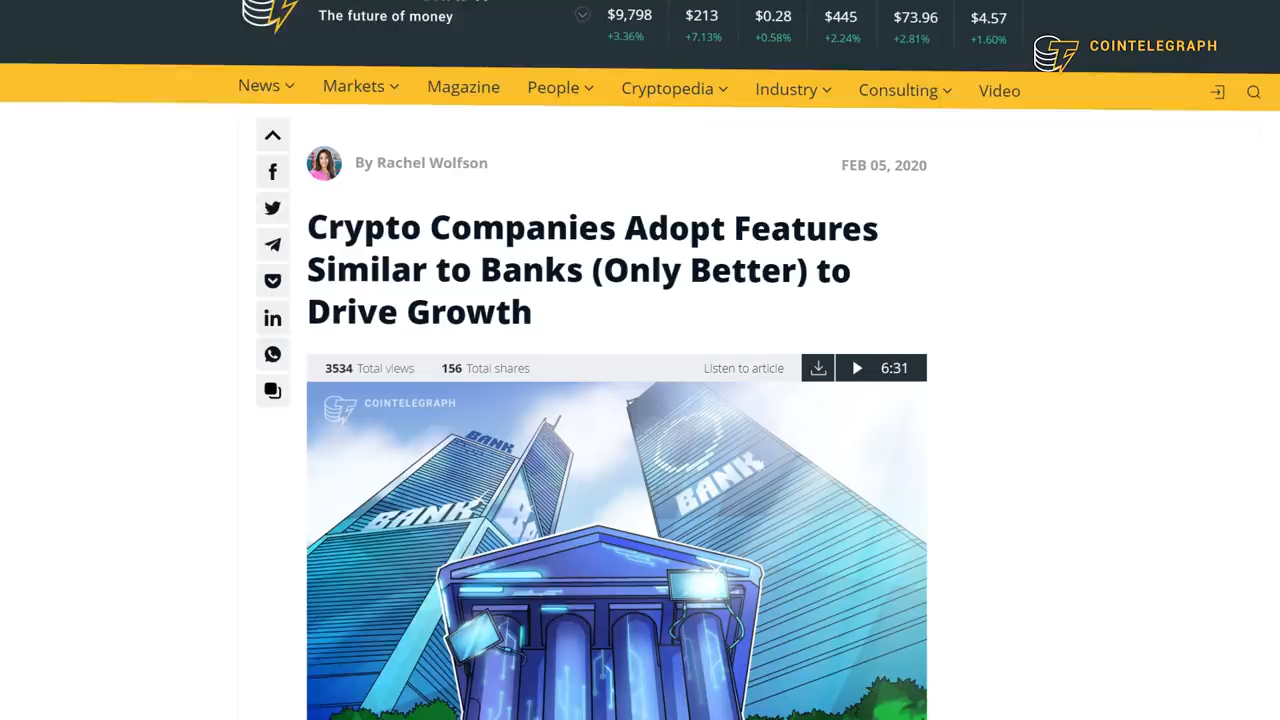 The future of money
$9,798 $213 $0.28 $445 $73.96 $4.57
+3.36% +7.13% +0.58% +2.24% +2.81% +1.60%
COINTELEGRAPH
News Markets Magazine People Cryptopedia Industry Consulting Video
By Rachel Wolfson FEB 05, 2020
Crypto Companies Adopt Features
Similar to Banks (Only Better) to
Drive Growth
3534 Total views 156 Total shares Listen to article 6:31
COINTELEGRAPH
BANK
BANK
BANK